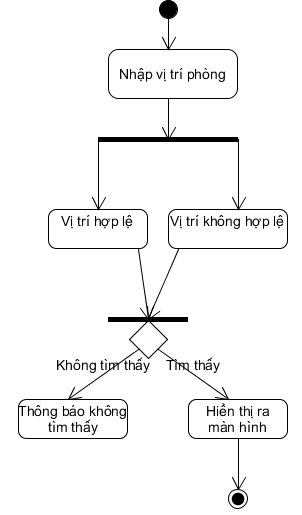 Nhập vị trí phòng
Vị trí hợp lệ
Vị trí không hợp lệ
Không tìm thấy
Tìm thấy
Thông báo không
tìm thấy
Hiển thị ra
màn hình